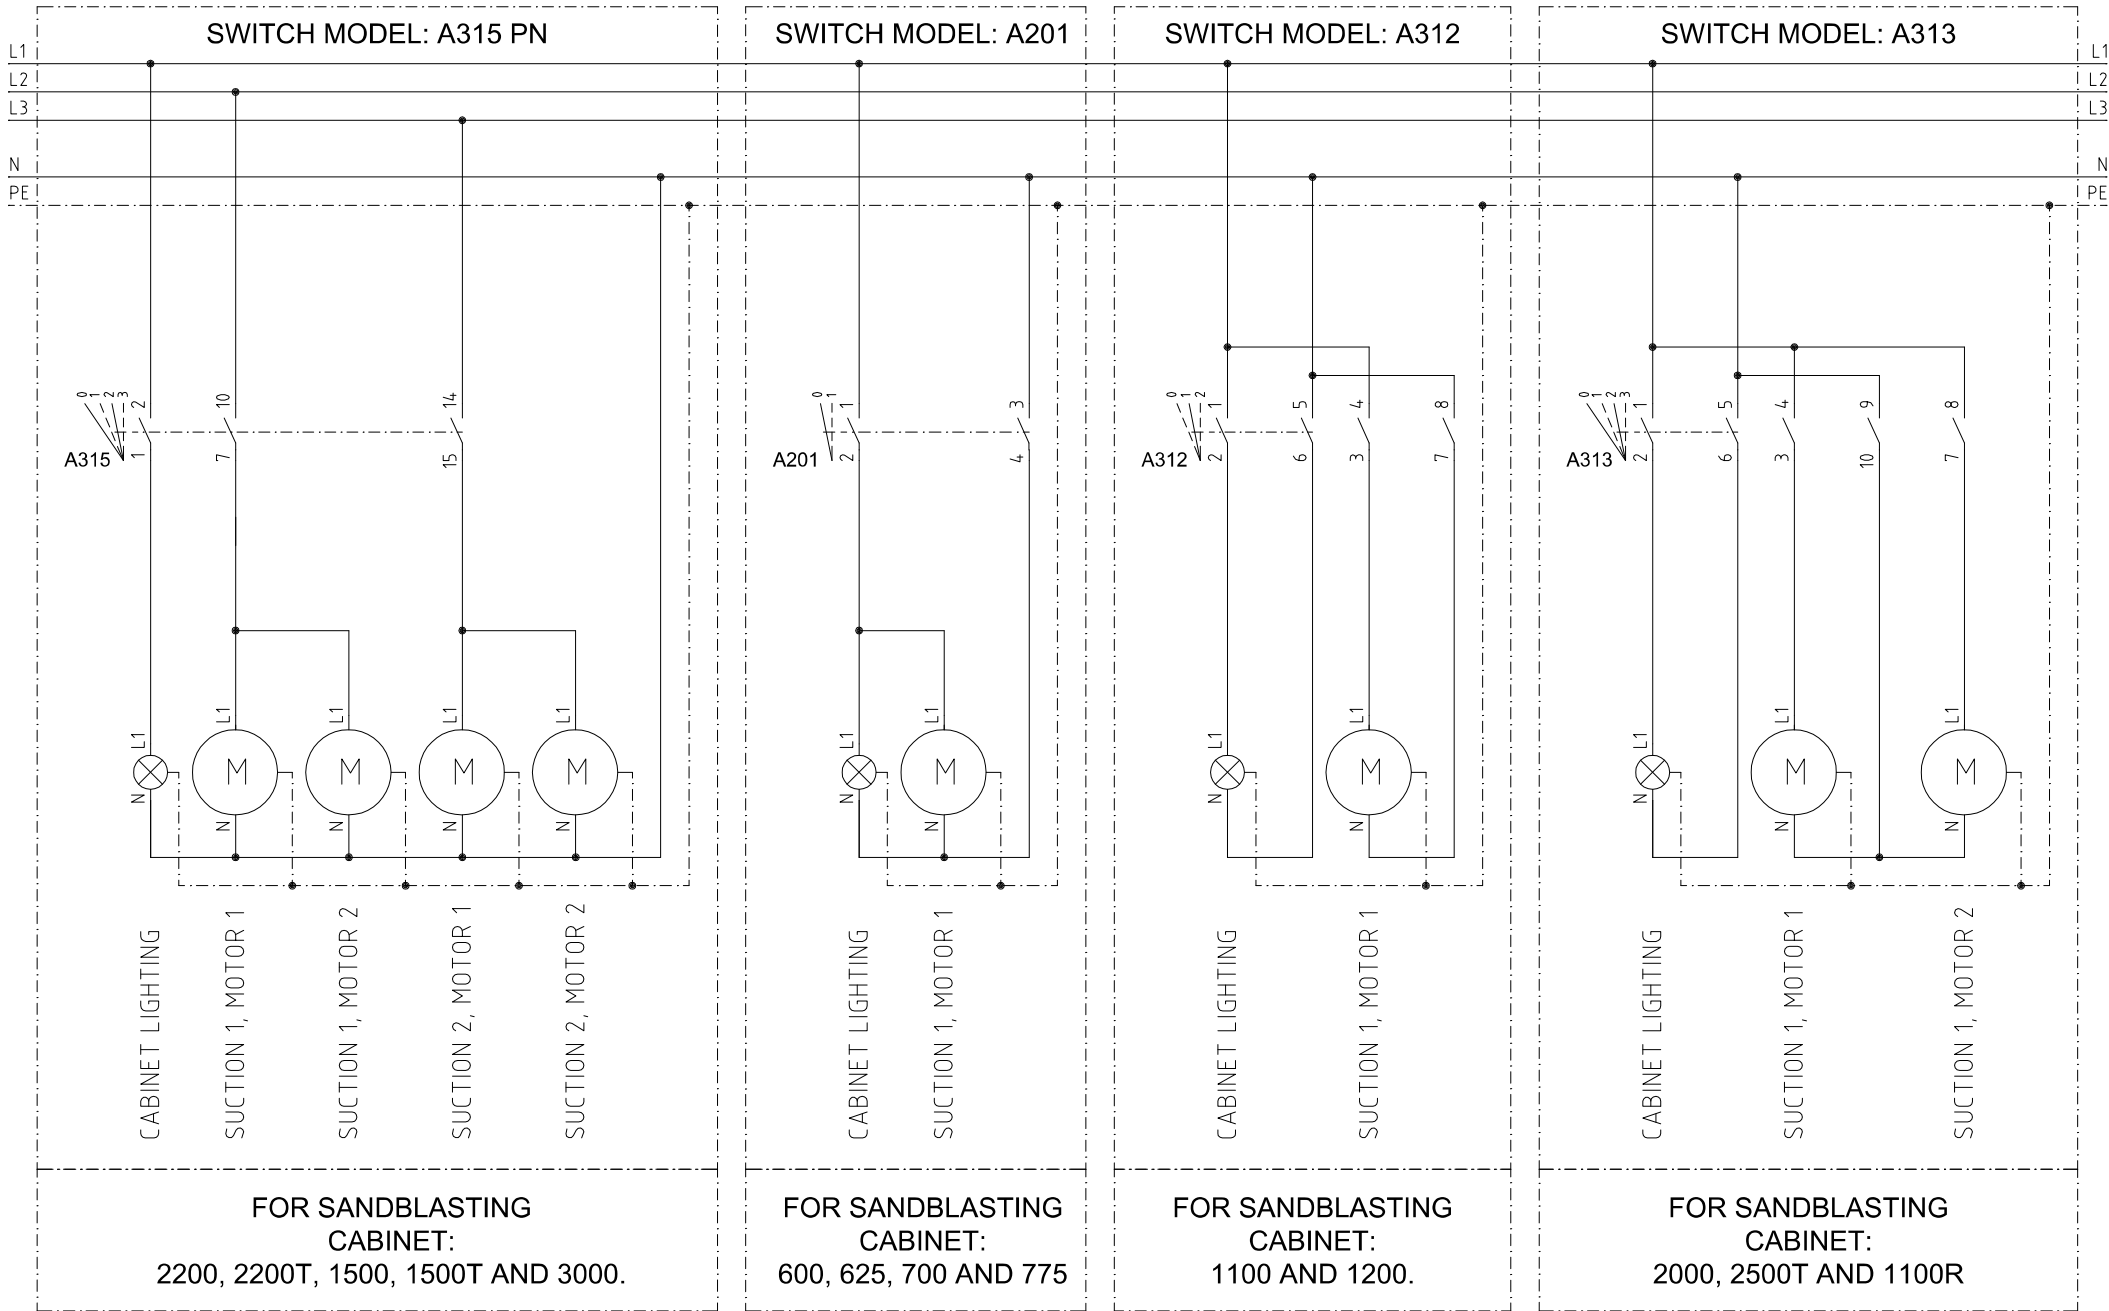 SWITCH MODEL: A315 PN
SWITCH MODEL: A201
SWITCH MODEL: A312
SWITCH MODEL: A313
L1
L2
L3
N
PE
L1
L2
L3
N
PE
0
1
2
3
2
10
14
A315
1
7
15
L1
L1
L1
L1
L1
M
M
M
M
N
N
N
N
N
CABINET LIGHTING
SUCTION 1, MOTOR 1
SUCTION 1, MOTOR 2
SUCTION 2, MOTOR 1
SUCTION 2, MOTOR 2
FOR SANDBLASTING
CABINET:
2200, 2200T, 1500, 1500T AND 3000.
0
1
1
3
A201
2
4
L1
L1
M
N
N
CABINET LIGHTING
SUCTION 1, MOTOR 1
FOR SANDBLASTING
CABINET:
600, 625, 700 AND 775
0
1
2
1
5
4
8
A312
2
6
3
7
L1
L1
M
N
N
CABINET LIGHTING
SUCTION 1, MOTOR 1
FOR SANDBLASTING
CABINET:
1100 AND 1200.
0
1
2
3
1
5
4
9
8
A313
2
6
3
10
7
L1
L1
L1
M
M
N
N
N
CABINET LIGHTING
SUCTION 1, MOTOR 1
SUCTION 1, MOTOR 2
FOR SANDBLASTING
CABINET:
2000, 2500T AND 1100R